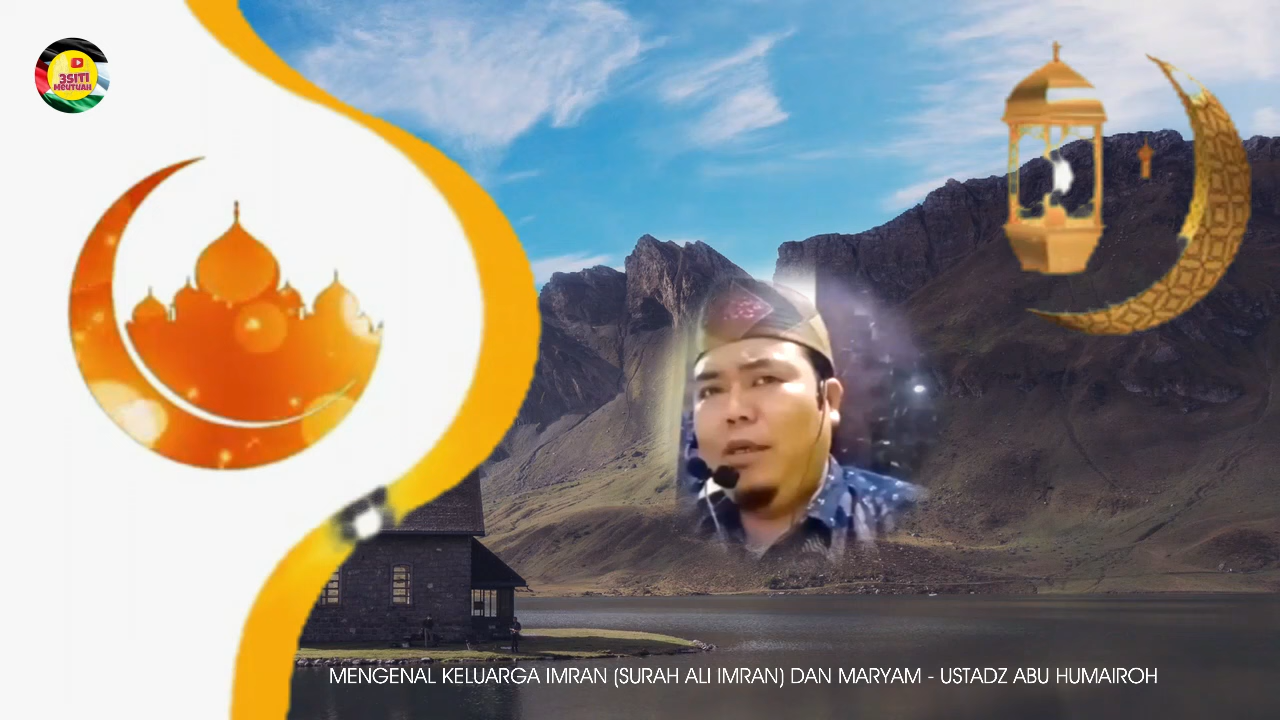 3SITI
MEUTUAH
MENGENAL KELUARGA IMRAN (SURAH ALI IMRAN) DAN MARYAM - USTADZ ABU HUMAIROH